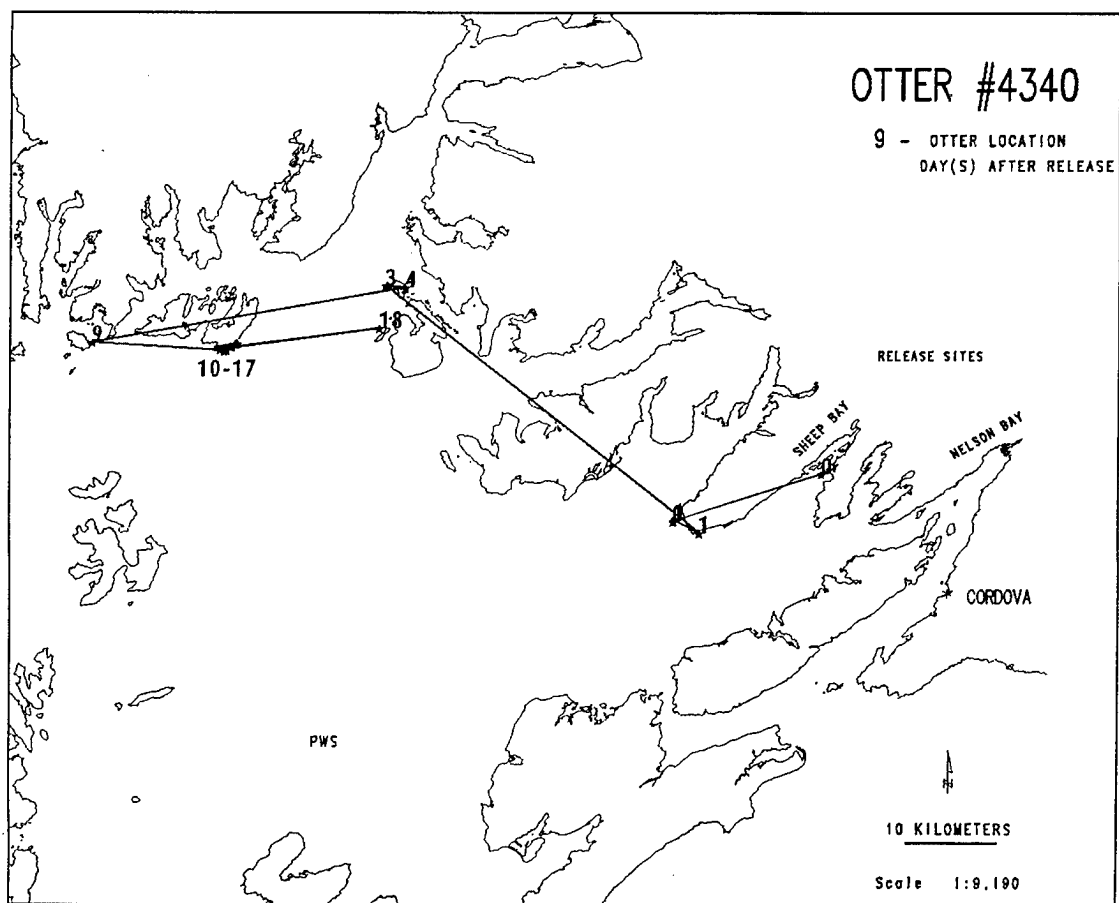 OTTER #4340
9 - OTTER LOCATION
DAY(S) AFTER RELEASE
3 4
18
9
10-17
RELEASE SITES
SHEEP BAY
NELSON BAY
0
1
CORDOVA
PWS
N
10 KILOMETERS
Scale 1:9,190